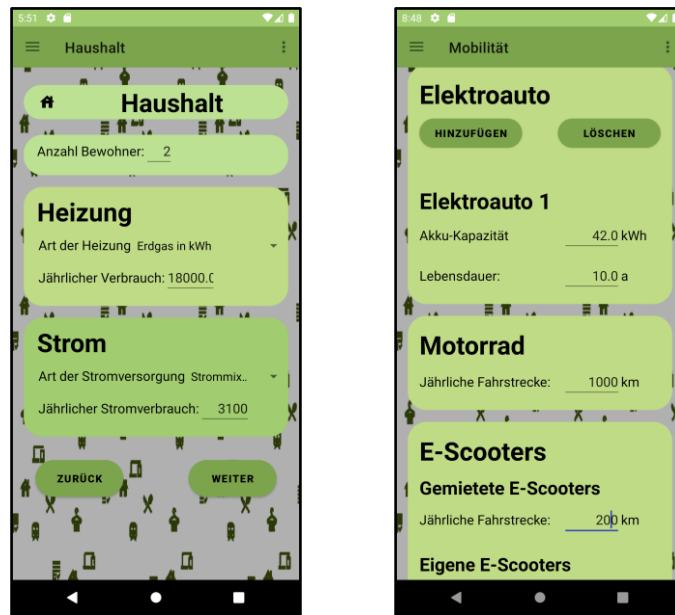 5:51
Haushalt
Haushalt
Anzahl Bewohner: 2
Heizung
Art der Heizung Erdgas in kWh
Jährlicher Verbrauch: 18000.0
Strom
Art der Stromversorgung Strommix..
Jährlicher Stromverbrauch: 3100
ZURÜCK WEITER
8:48
Mobilität
Elektroauto
HINZUFÜGEN LÖSCHEN
Elektroauto 1
Akku-Kapazität 42.0 kWh
Lebensdauer: 10.0 a
Motorrad
Jährliche Fahrstrecke: 1000 km
E-Scooters
Gemietete E-Scooters
Jährliche Fahrstrecke: 200 km
Eigene E-Scooters